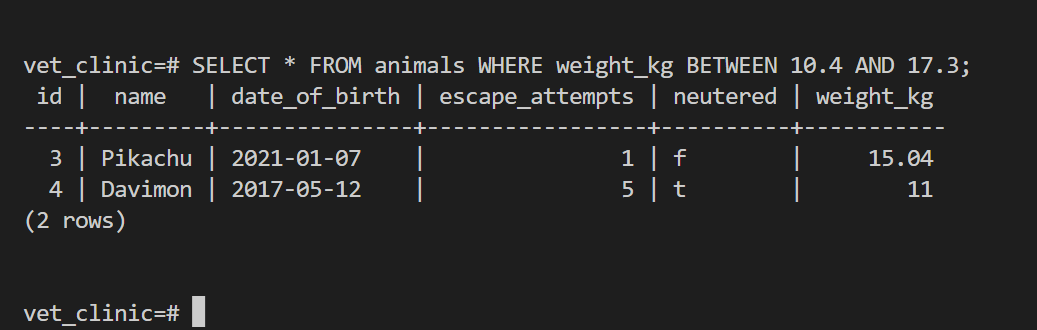 vet_clinic=# SELECT * FROM animals WHERE weight_kg BETWEEN 10.4 AND 17.3;
 id |  name   | date_of_birth | escape_attempts | neutered | weight_kg
----+---------+---------------+-----------------+----------+-----------
  3 | Pikachu | 2021-01-07    |               1 | f        |     15.04
  4 | Davimon | 2017-05-12    |               5 | t        |        11
(2 rows)
vet_clinic=#